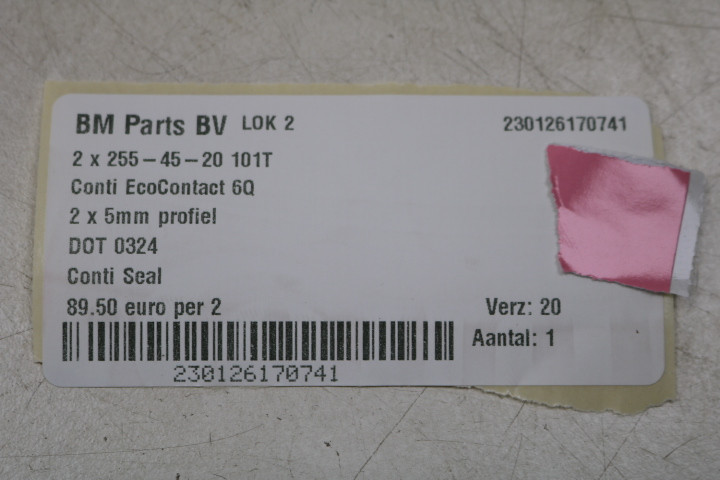 BM Parts BV LOK 2 230126170741
2 x 255-45-20 101T
Conti EcoContact 6Q
2 x 5mm profiel
DOT 0324
Conti Seal
89.50 euro per 2 Verz: 20
Aantal: 1
230126170741